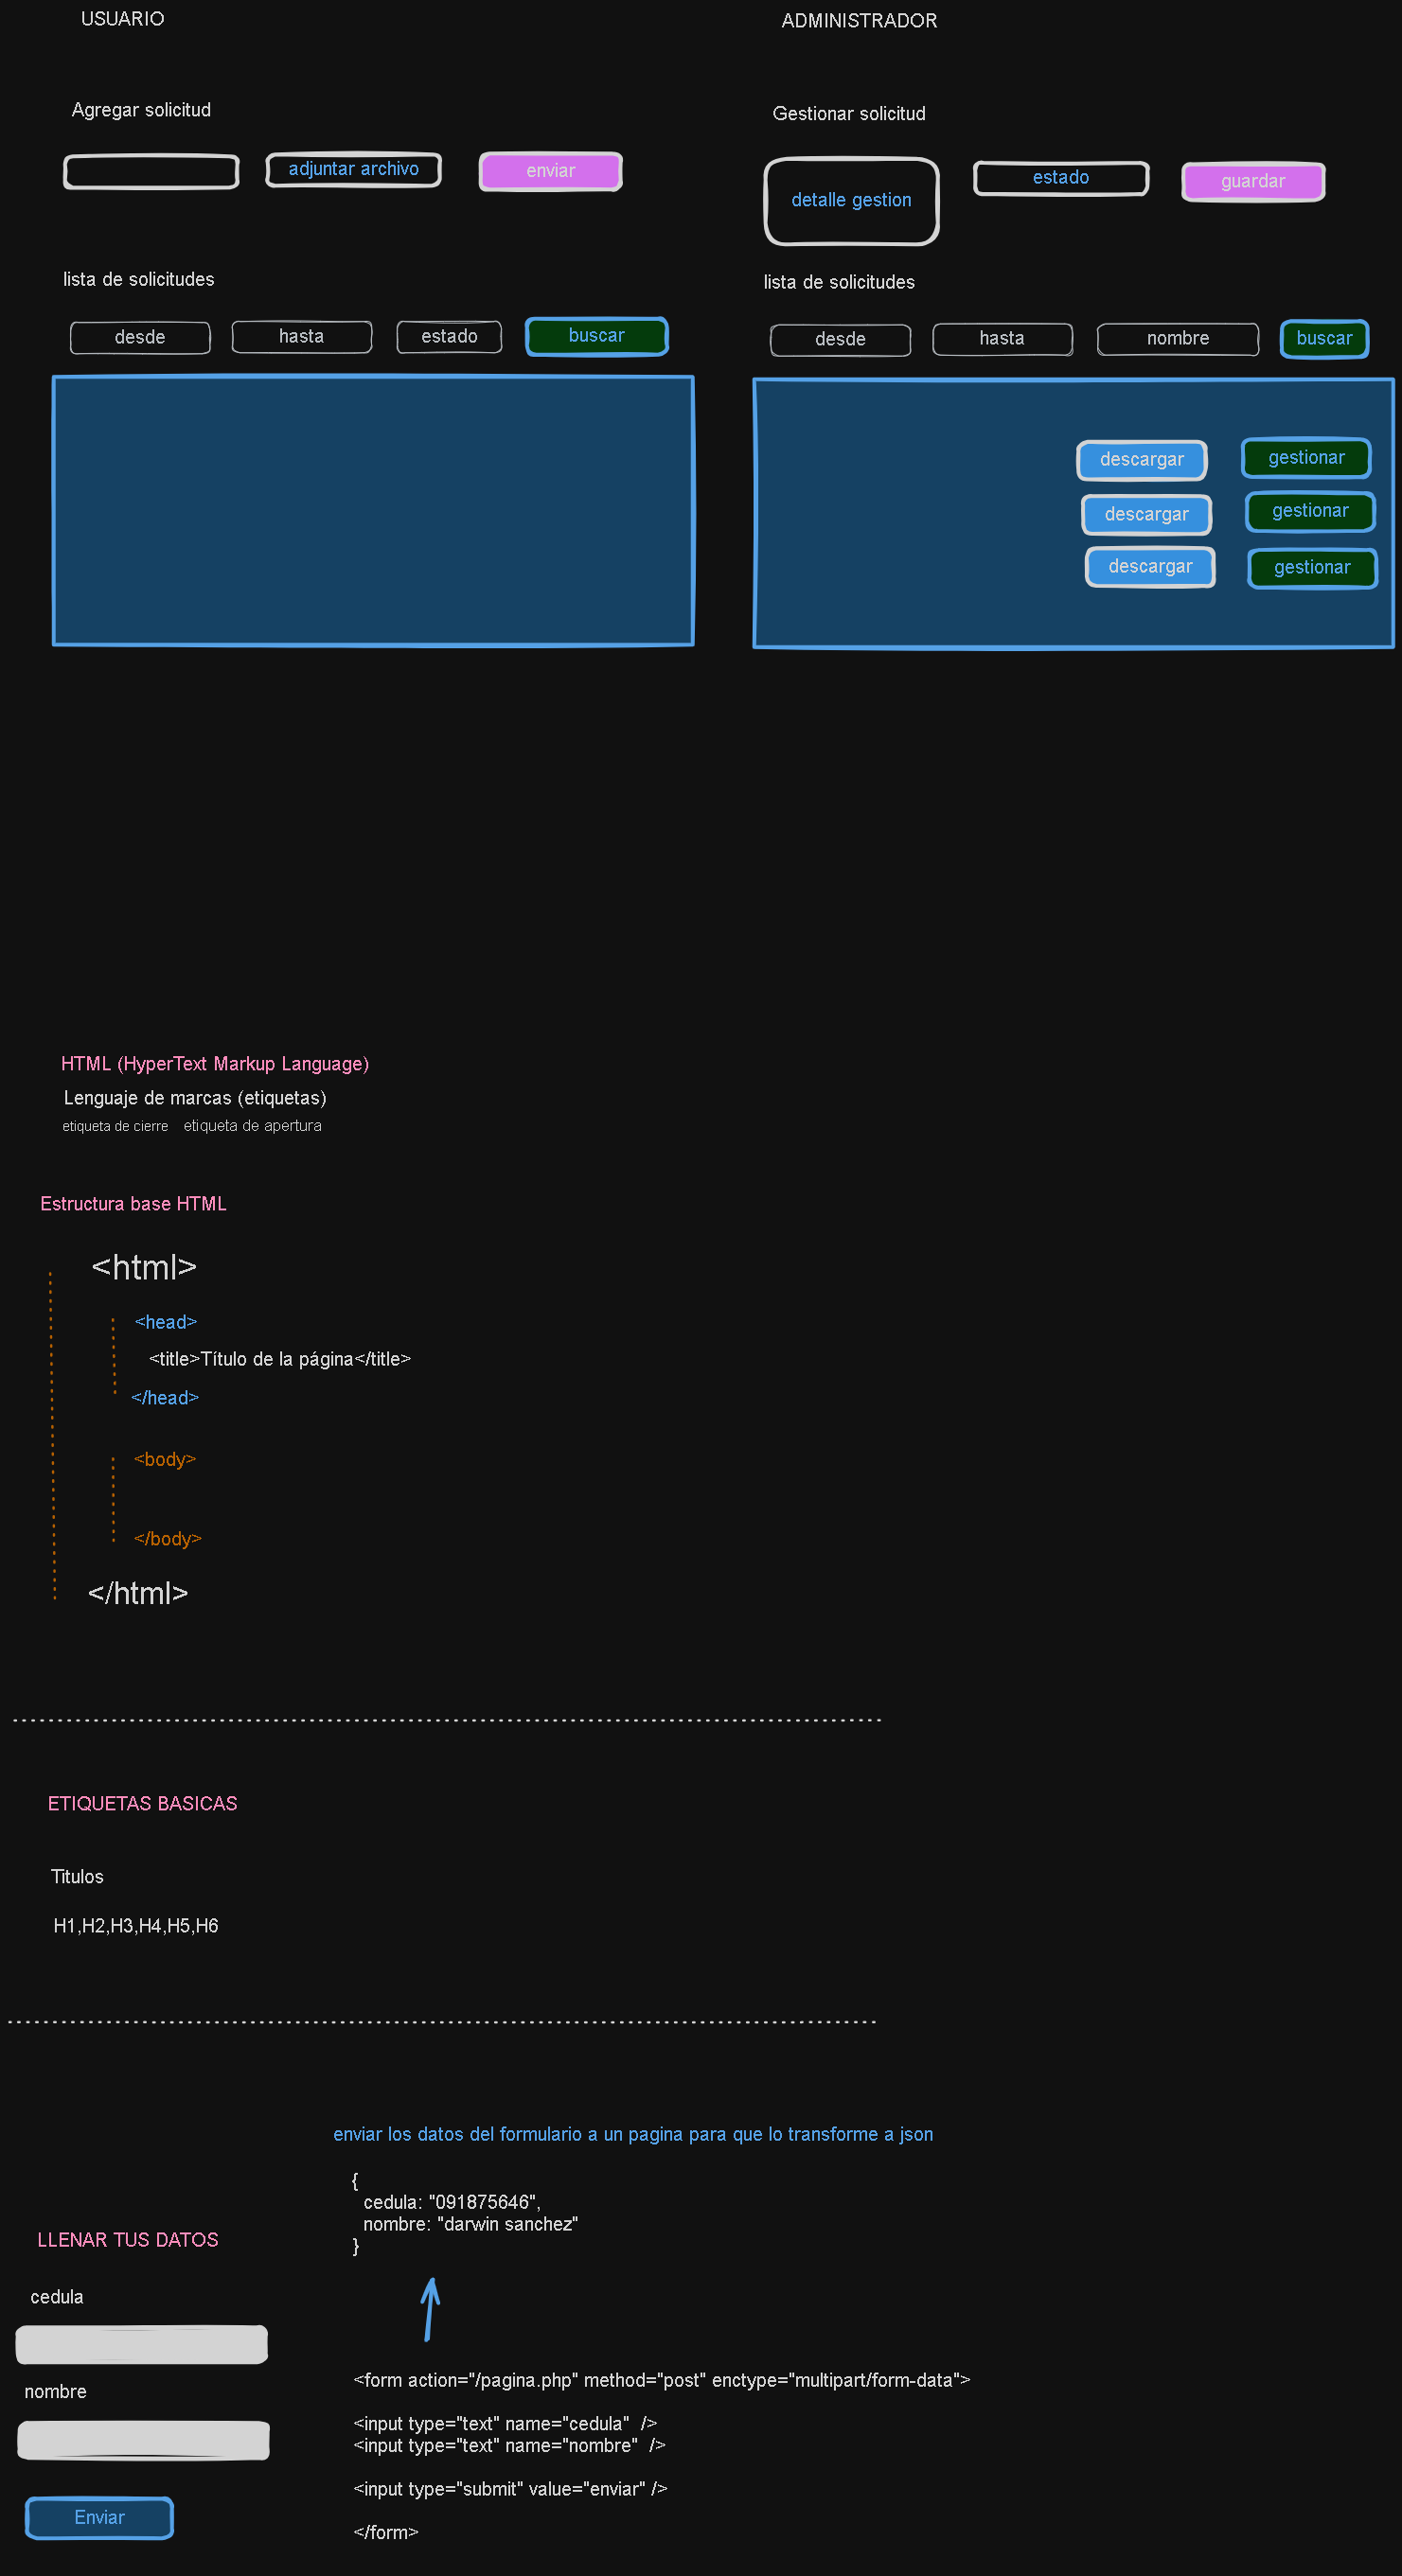 USUARIO
Agregar solicitud
adjuntar archivo
enviar
lista de solicitudes
desde
hasta
estado
buscar
ADMINISTRADOR
Gestionar solicitud
detalle gestion
estado
guardar
lista de solicitudes
desde
hasta
nombre
buscar
descargar
gestionar
descargar
gestionar
descargar
gestionar
HTML (HyperText Markup Language)
Lenguaje de marcas (etiquetas)
etiqueta de cierre
etiqueta de apertura
Estructura base HTML
<html>
<head>
<title>Título de la página</title>
</head>
<body>
</body>
</html>
ETIQUETAS BASICAS
Titulos
H1,H2,H3,H4,H5,H6
LLENAR TUS DATOS
cedula
nombre
Enviar
enviar los datos del formulario a un pagina para que lo transforme a json
{
cedula: "091875646",
nombre: "darwin sanchez"
}
<form action="/pagina.php" method="post" enctype="multipart/form-data">
<input type="text" name="cedula" />
<input type="text" name="nombre" />
<input type="submit" value="enviar" />
</form>